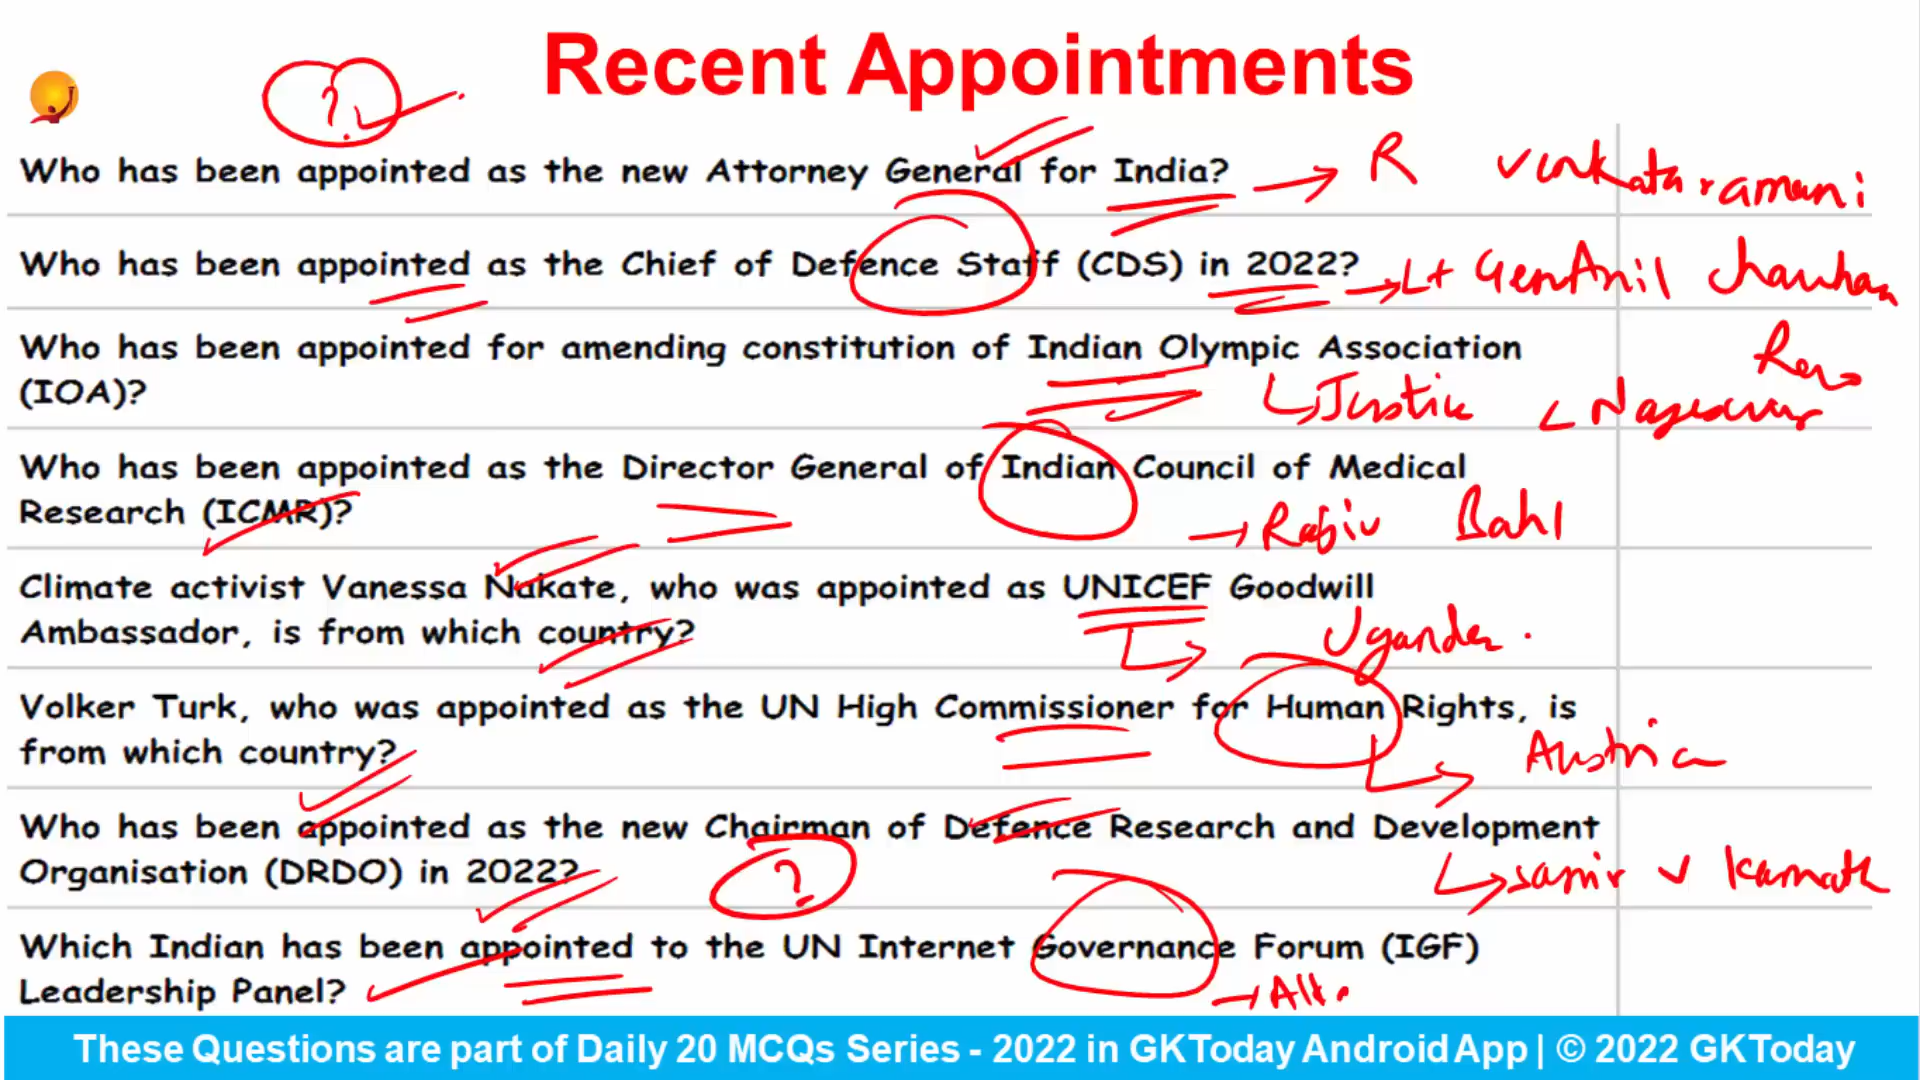 Recent Appointments
?
Who has been appointed as the new Attorney General for India? → R Venkataramani
Who has been appointed as the Chief of Defence Staff (CDS) in 2022? → Lt Gen Anil Chauhan
Who has been appointed for amending constitution of Indian Olympic Association
(IOA)? Justice L
Who has been appointed as the Director General of Indian Council of Medical
Research (ICMR)? → Rajiv Bahl
Climate activist Vanessa Nakate, who was appointed as UNICEF Goodwill
Ambassador, is from which country? Uganda
Volker Turk, who was appointed as the UN High Commissioner for Human Rights, is
from which country? Austria
Who has been appointed as the new Chairman of Defence Research and Development
Organisation (DRDO) in 2022? ? Samir V Kamath
Which Indian has been appointed to the UN Internet Governance Forum (IGF)
Leadership Panel? →
These Questions are part of Daily 20 MCQs Series - 2022 in GKToday Android App | © 2022 GKToday